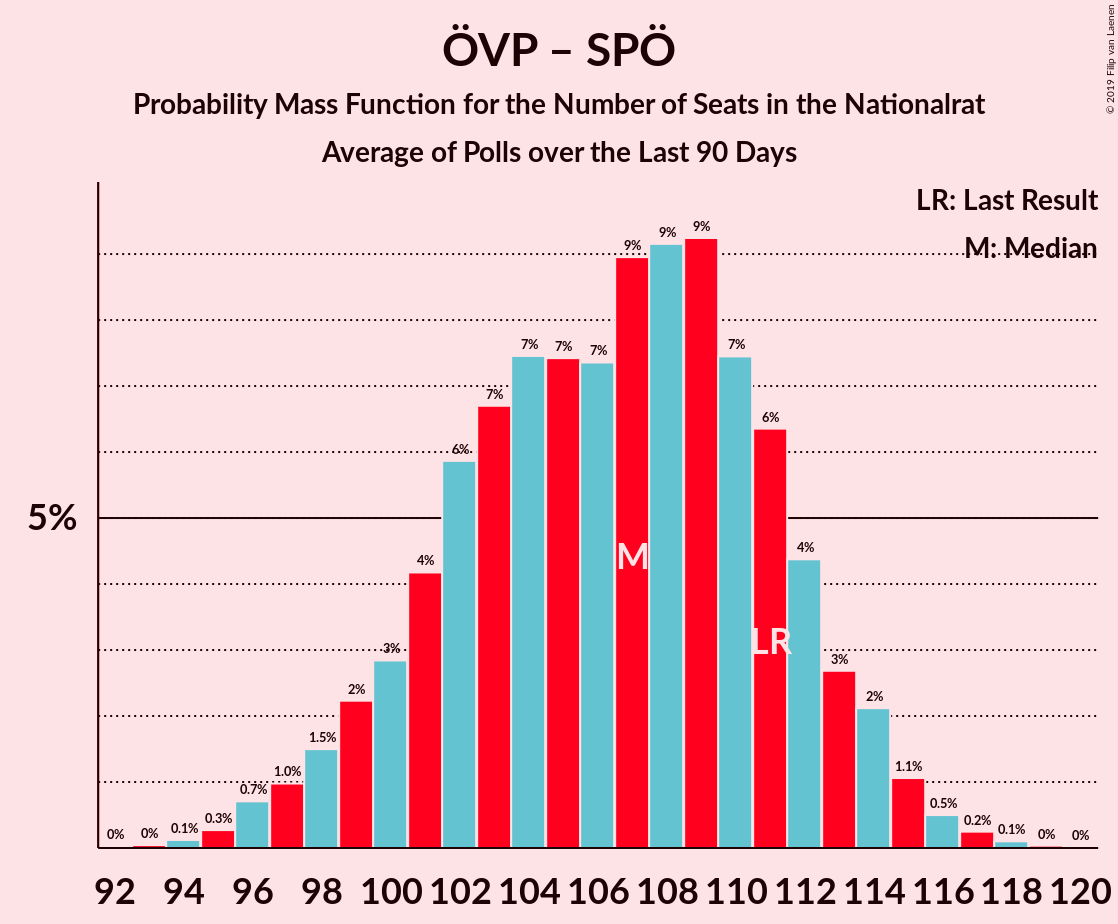 ÖVP – SPÖ
Probability Mass Function for the Number of Seats in the Nationalrat
Average of Polls over the Last 90 Days
© 2019 Filip van Laenen
LR: Last Result
M: Median
5%
0% 0% 0.1% 0.3% 0.7% 1.0% 1.5% 2% 3% 4% 6% 7% 7% 7% 7% 9% 9% 9% 7% 6% 4% 3% 2% 1.1% 0.5% 0.2% 0.1% 0% 0%
M
LR
92 94 96 98 100 102 104 106 108 110 112 114 116 118 120